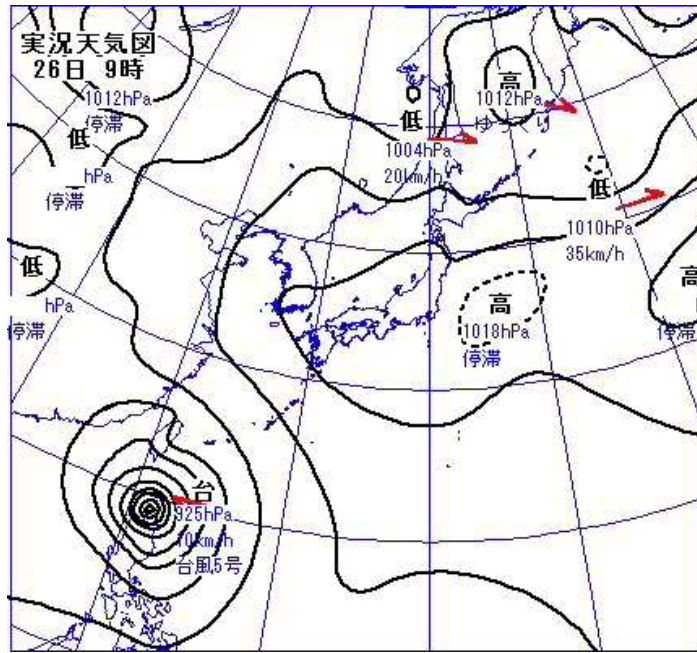 実況天気図
26日 9時
1012hPa
停滞
低
hPa
停滞
低
hPa
停滞
低
1004hPa
20km/h
高
1012hPa
ゆっくり
低
1010hPa
35km/h
高
1018hPa
停滞
高
停滞
台
925hPa
10km/h
台風5号